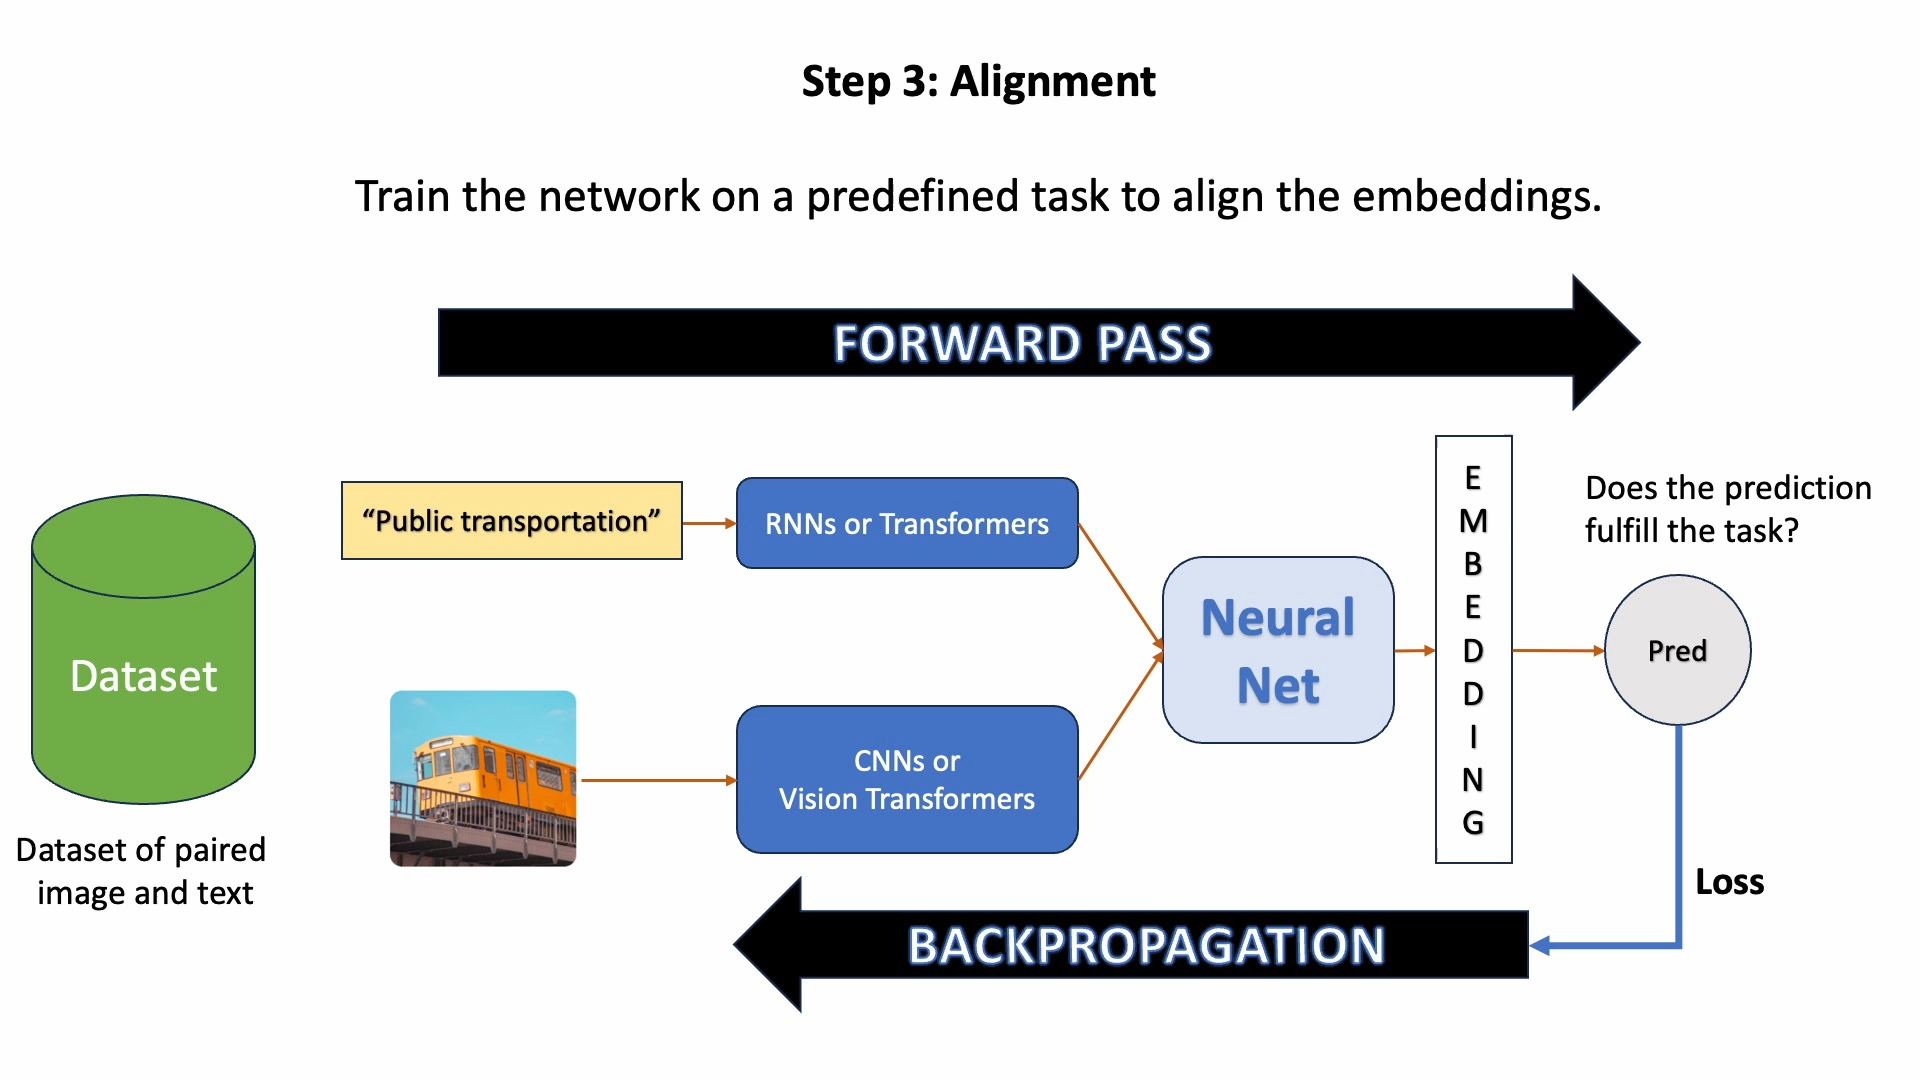 Step 3: Alignment
Train the network on a predefined task to align the embeddings.
FORWARD PASS
Dataset
Dataset of paired
image and text
“Public transportation”
RNNs or Transformers
CNNs or
Vision Transformers
Neural
Net
EMBEDDING
Does the prediction
fulfill the task?
Pred
Loss
BACKPROPAGATION